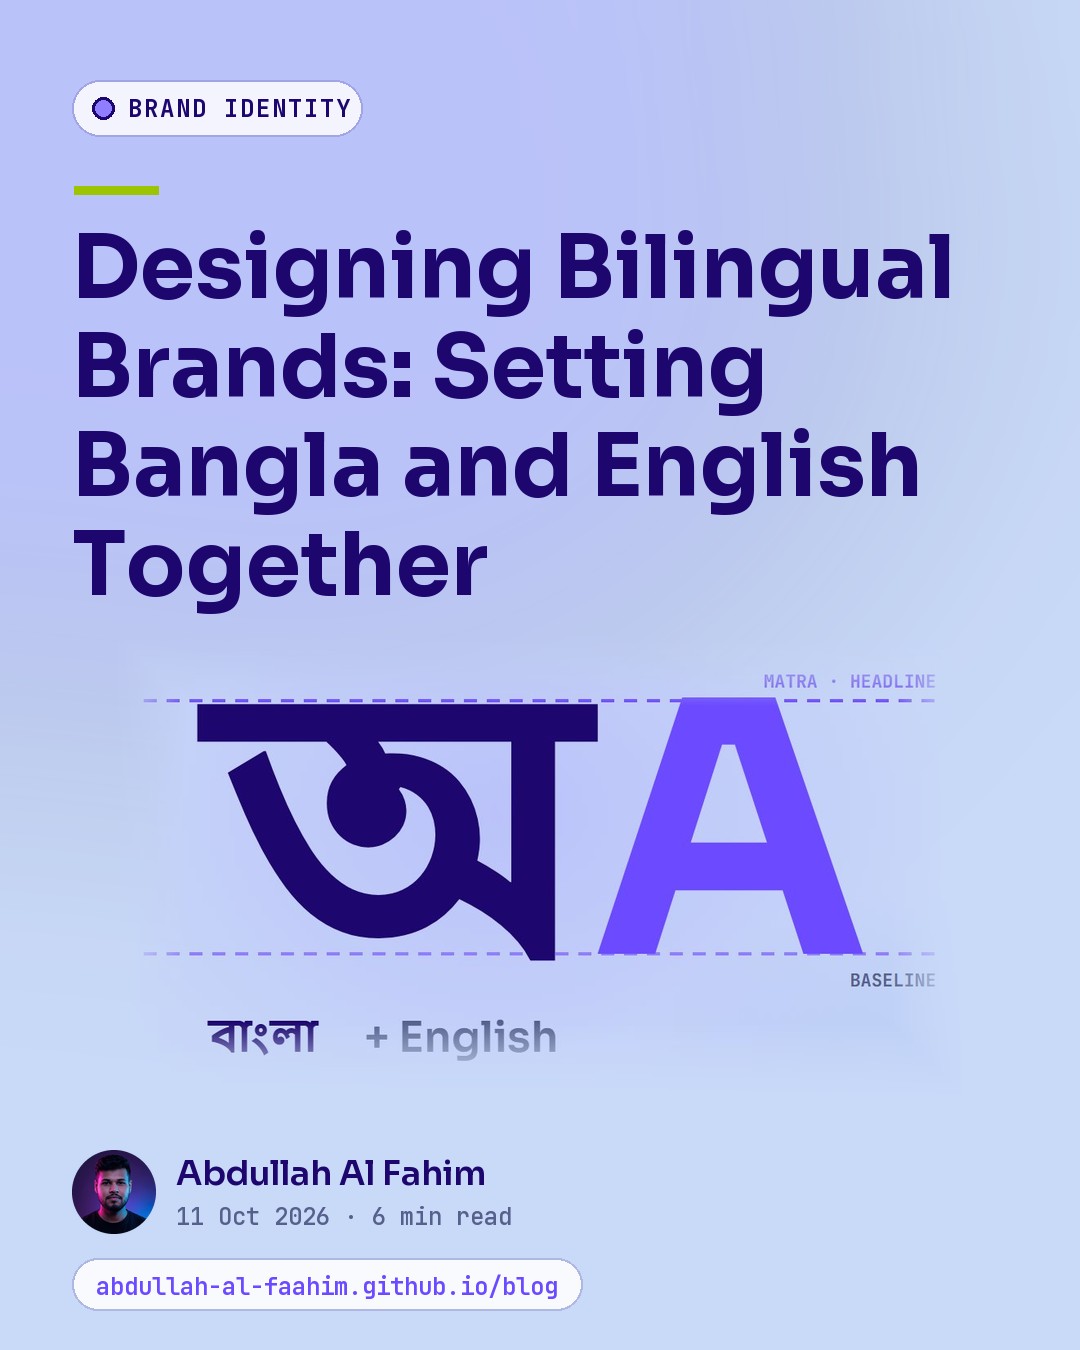 BRAND IDENTITY
Designing Bilingual
Brands: Setting
Bangla and English
Together
MATRA · HEADLINE
অA
BASELINE
বাংলা + English
Abdullah Al Fahim
11 Oct 2026 · 6 min read
abdullah-al-faahim.github.io/blog